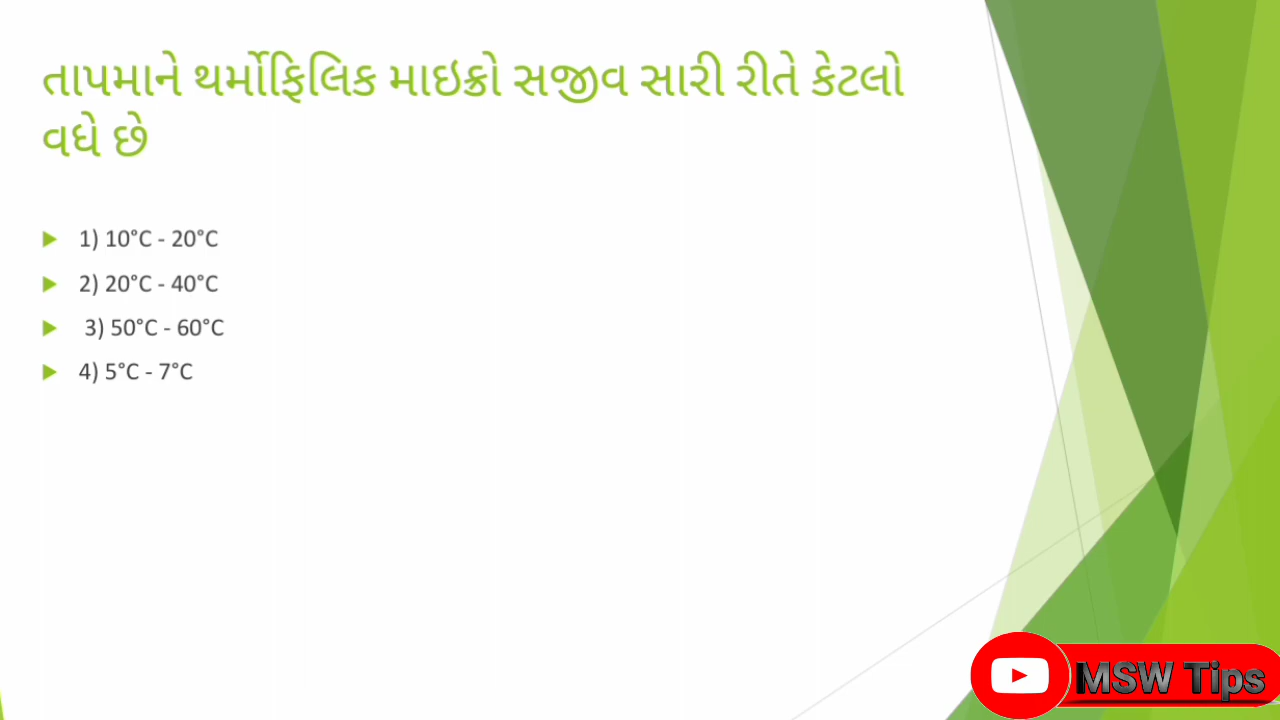 તાપમાને થર્મોફિલિક માઇક્રો સજીવ સારી રીતે કેટલો
વધે છે
1) 10°C - 20°C
2) 20°C - 40°C
3) 50°C - 60°C
4) 5°C - 7°C
MSW Tips